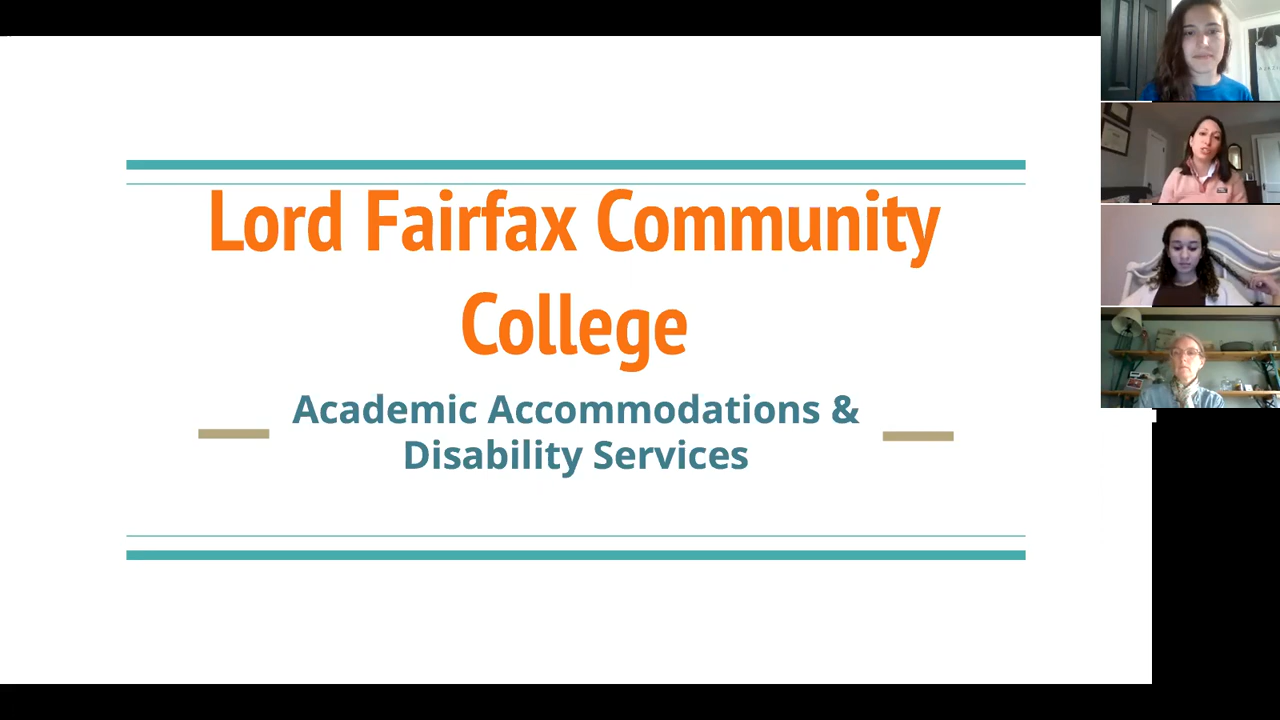 Lord Fairfax Community
College
Academic Accommodations &
Disability Services